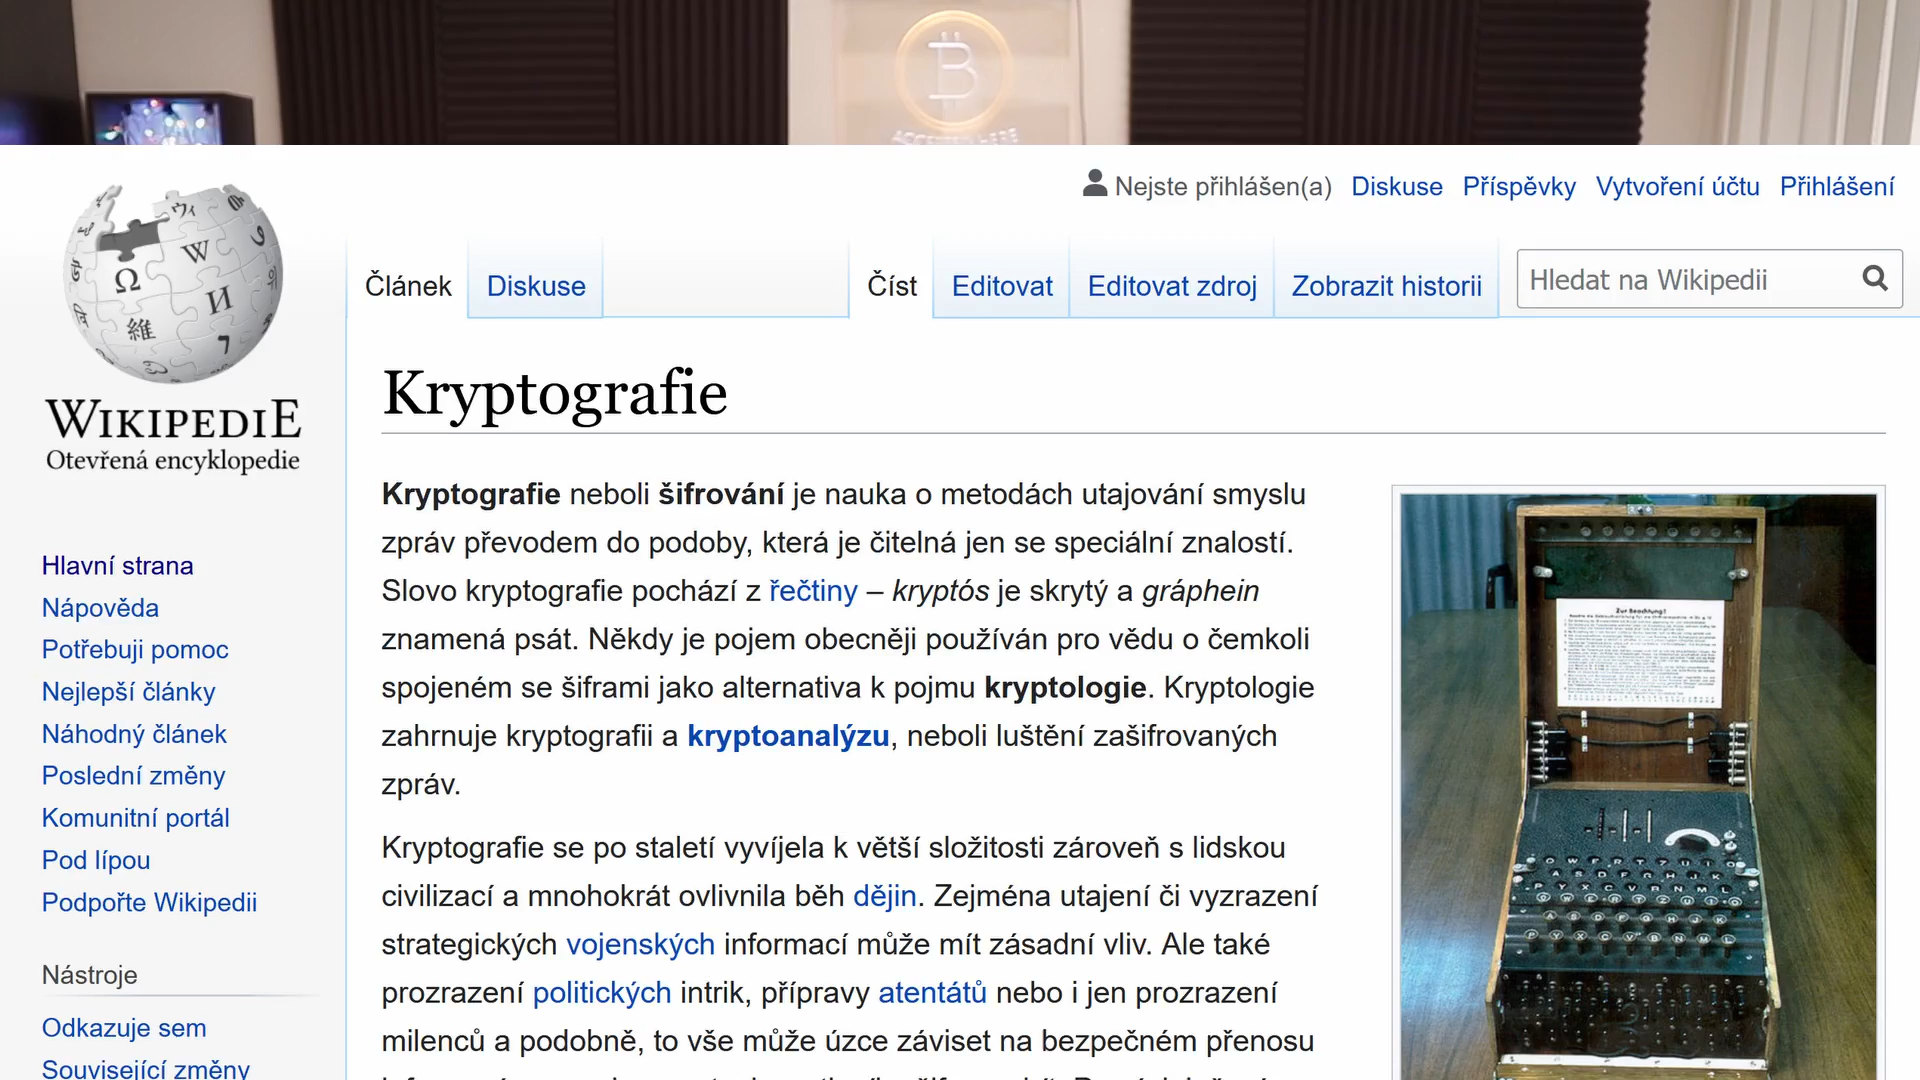 ACCEPTED HERE
Nejste přihlášen(a) Diskuse Příspěvky Vytvoření účtu Přihlášení
Článek Diskuse Číst Editovat Editovat zdroj Zobrazit historii Hledat na Wikipedii
WIKIPEDIE
Otevřená encyklopedie
Hlavní strana
Nápověda
Potřebuji pomoc
Nejlepší články
Náhodný článek
Poslední změny
Komunitní portál
Pod lípou
Podpořte Wikipedii
Nástroje
Odkazuje sem
Související změny
Kryptografie
Kryptografie neboli šifrování je nauka o metodách utajování smyslu
zpráv převodem do podoby, která je čitelná jen se speciální znalostí.
Slovo kryptografie pochází z řečtiny – kryptós je skrytý a gráphein
znamená psát. Někdy je pojem obecněji používán pro vědu o čemkoli
spojeném se šiframi jako alternativa k pojmu kryptologie. Kryptologie
zahrnuje kryptografii a kryptoanalýzu, neboli luštění zašifrovaných
zpráv.
Kryptografie se po staletí vyvíjela k větší složitosti zároveň s lidskou
civilizací a mnohokrát ovlivnila běh dějin. Zejména utajení či vyzrazení
strategických vojenských informací může mít zásadní vliv. Ale také
prozrazení politických intrik, přípravy atentátů nebo i jen prozrazení
milenců a podobně, to vše může úzce záviset na bezpečném přenosu
Zur Beachtung!